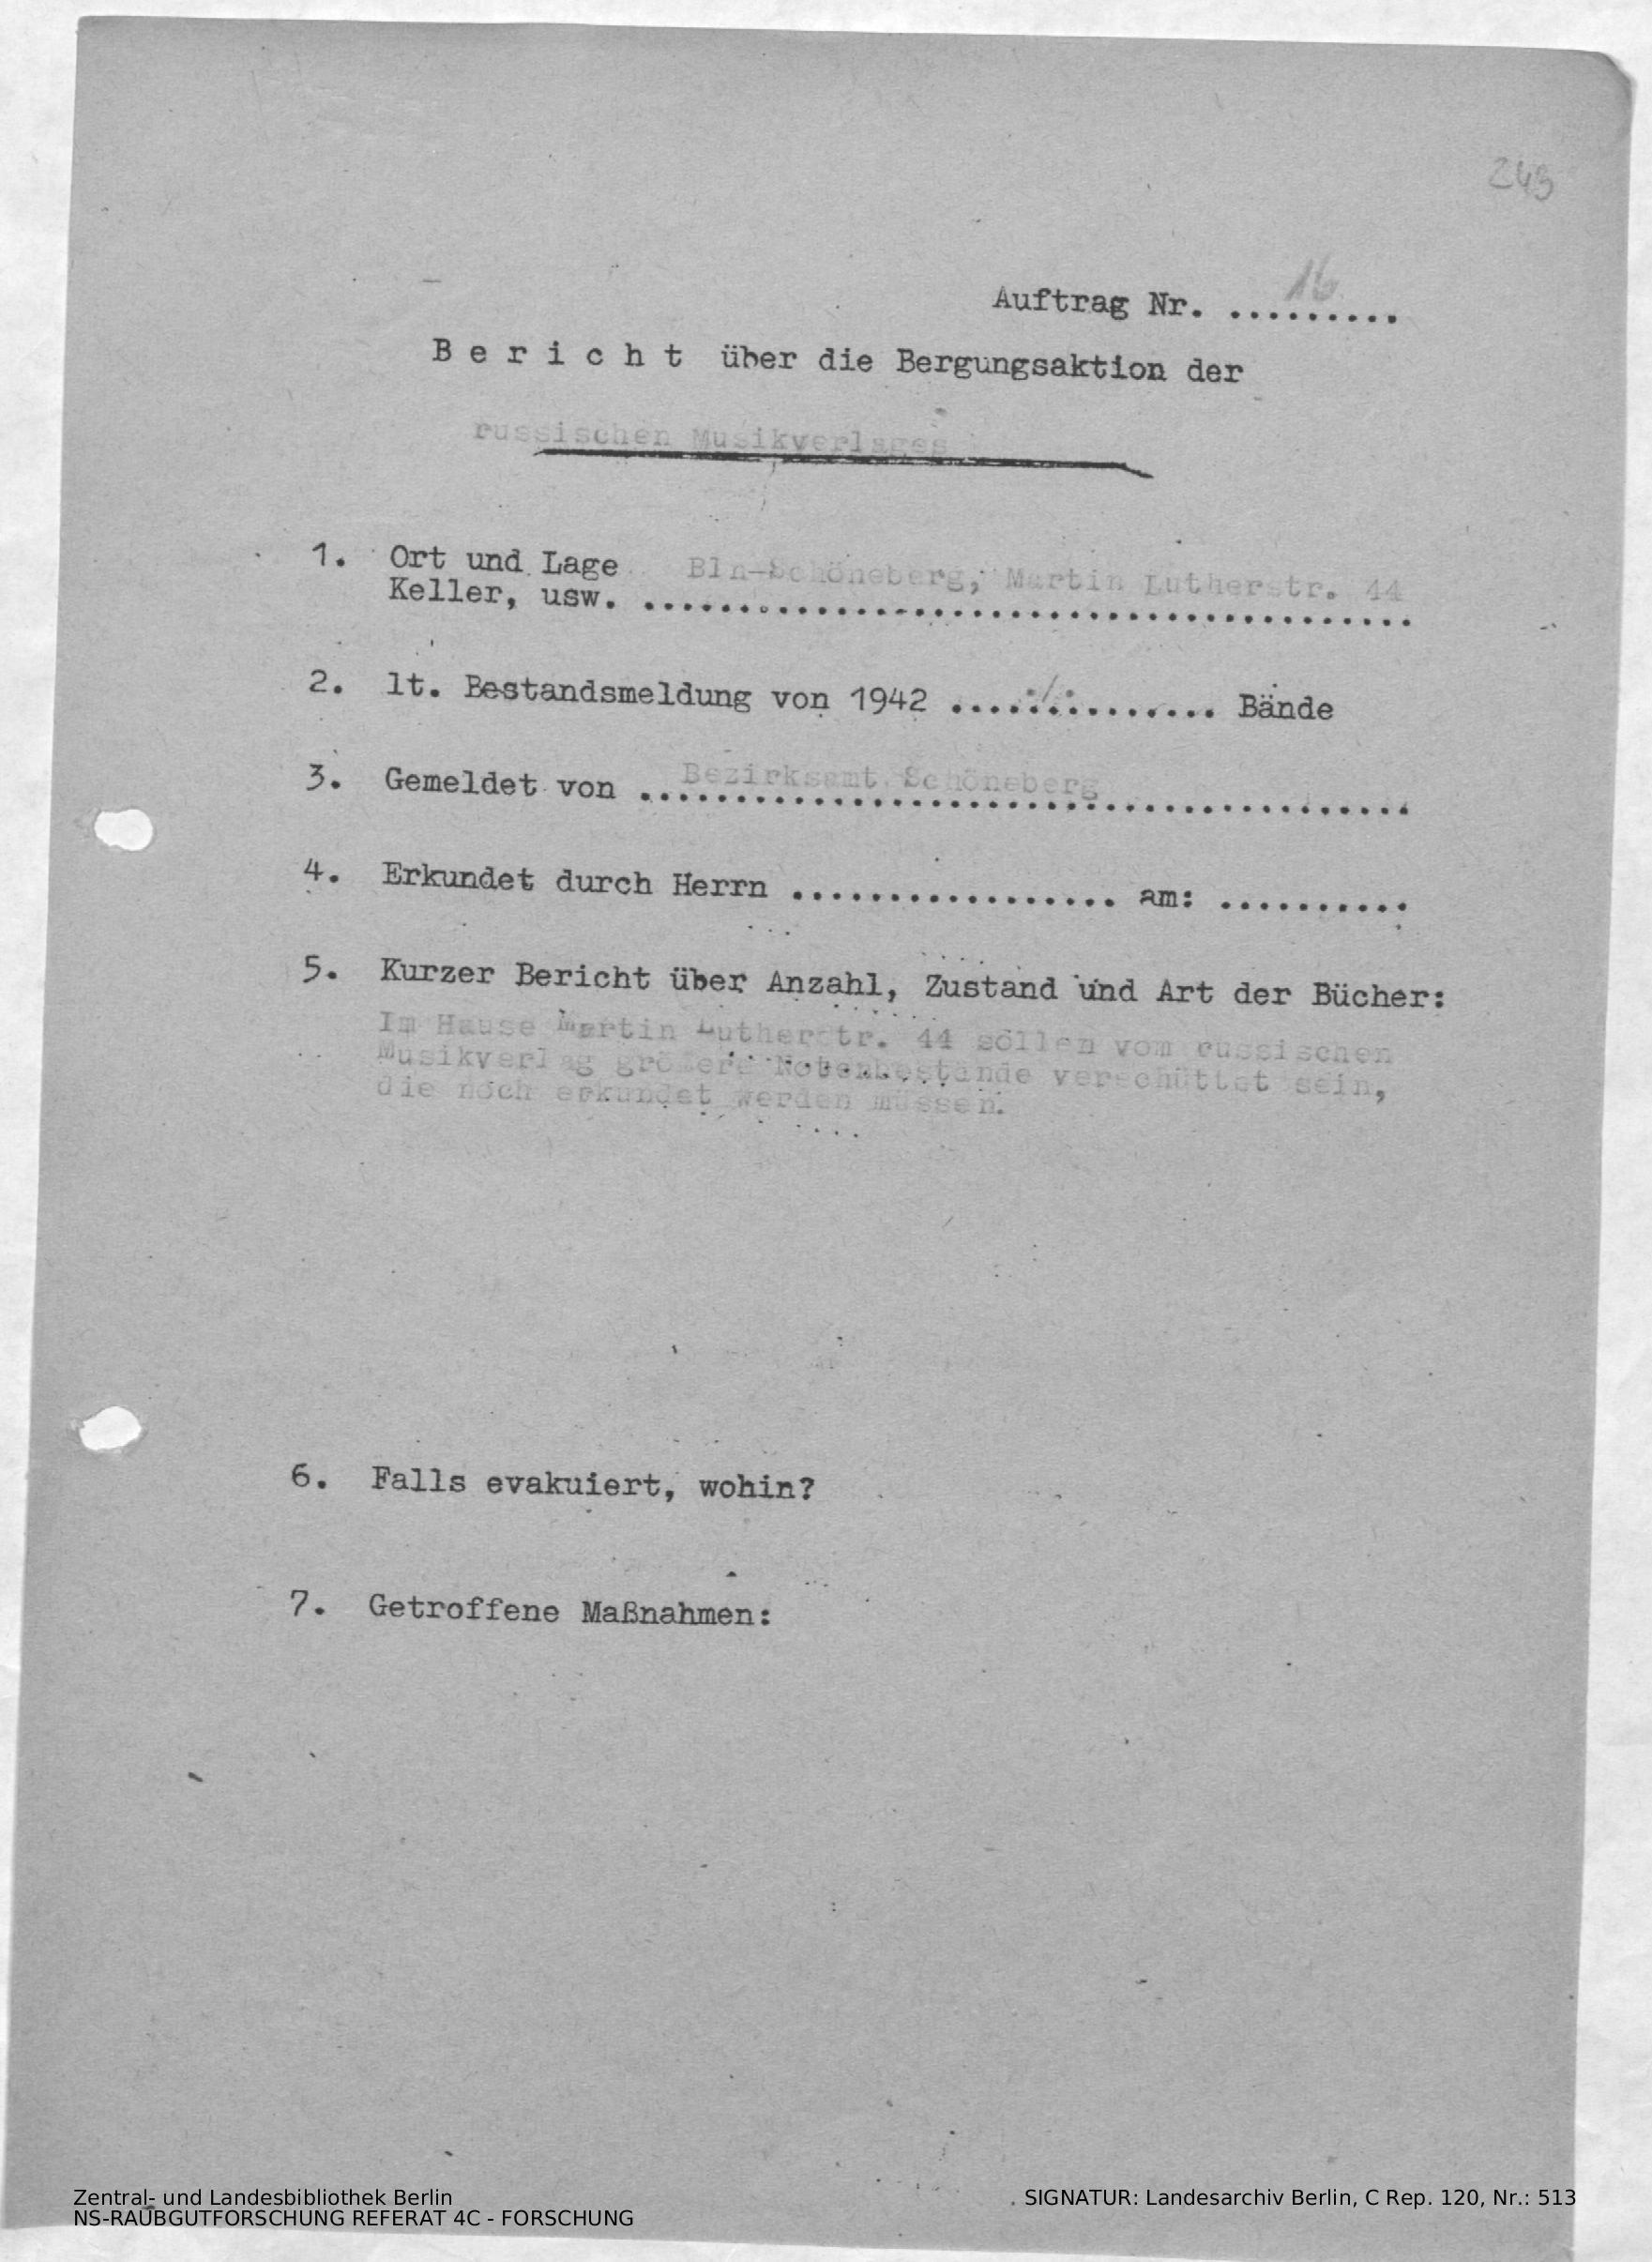 243
Auftrag Nr. ...16......
B e r i c h t über die Bergungsaktion der
russischen Musikverlages
1. Ort und Lage Bln-Schöneberg, Martin Lutherstr. 44
Keller, usw. .......................................
2. lt. Bestandsmeldung von 1942 ....·/·........ Bände
3. Gemeldet von Bezirksamt Schöneberg
4. Erkundet durch Herrn ................. am: ..........
5. Kurzer Bericht über Anzahl, Zustand und Art der Bücher:
Im Hause Martin Lutherstr. 44 sollen vom russischen
Musikverlag größere Notenbestände verschüttet sein,
die noch erkundet werden müssen.
6. Falls evakuiert, wohin?
7. Getroffene Maßnahmen:
Zentral- und Landesbibliothek Berlin
NS-RAUBGUTFORSCHUNG REFERAT 4C - FORSCHUNG
SIGNATUR: Landesarchiv Berlin, C Rep. 120, Nr.: 513